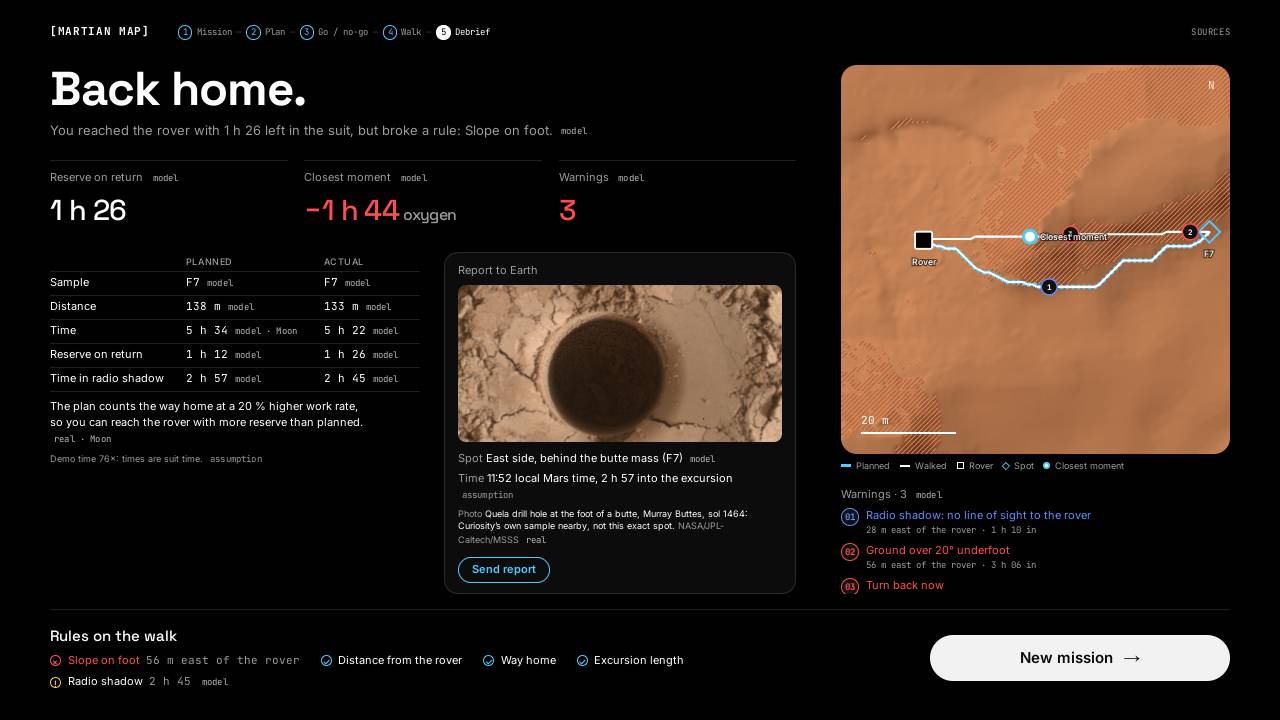 [MARTIAN MAP] 1 Mission – 2 Plan – 3 Go / no-go – 4 Walk – 5 Debrief SOURCES
Back home.
You reached the rover with 1 h 26 left in the suit, but broke a rule: Slope on foot. model
Reserve on return model
1 h 26
Closest moment model
−1 h 44 oxygen
Warnings model
3
PLANNED ACTUAL
Sample F7 model F7 model
Distance 138 m model 133 m model
Time 5 h 34 model · Moon 5 h 22 model
Reserve on return 1 h 12 model 1 h 26 model
Time in radio shadow 2 h 57 model 2 h 45 model
The plan counts the way home at a 20 % higher work rate,
so you can reach the rover with more reserve than planned.
real · Moon
Demo time 76×: times are suit time. assumption
Report to Earth
Spot East side, behind the butte mass (F7) model
Time 11:52 local Mars time, 2 h 57 into the excursion
assumption
Photo Quela drill hole at the foot of a butte, Murray Buttes, sol 1464:
Curiosity's own sample nearby, not this exact spot. NASA/JPL-
Caltech/MSSS real
Send report
N
Closest moment
2
Rover
F7
1
20 m
Planned Walked Rover Spot Closest moment
Warnings · 3 model
01 Radio shadow: no line of sight to the rover
28 m east of the rover · 1 h 10 in
02 Ground over 20° underfoot
56 m east of the rover · 3 h 06 in
03 Turn back now
Rules on the walk
Slope on foot 56 m east of the rover Distance from the rover Way home Excursion length
Radio shadow 2 h 45 model
New mission →